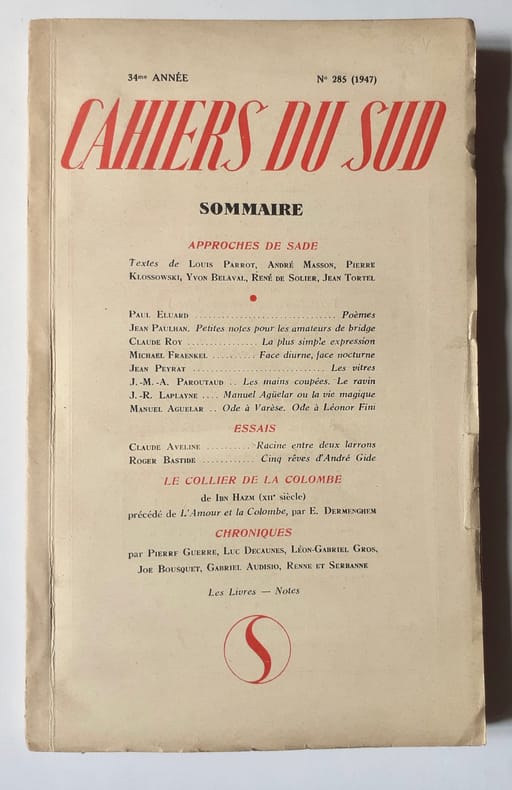 34me ANNÉE
No 285 (1947)
CAHIERS DU SUD
SOMMAIRE
APPROCHES DE SADE
Textes de Louis Parrot, André Masson, Pierre
Klossowski, Yvon Belaval, René de Solier, Jean Tortel
Paul Eluard .......... Poèmes
Jean Paulhan. Petites notes pour les amateurs de bridge
Claude Roy .......... La plus simple expression
Michael Fraenkel .......... Face diurne, face nocturne
Jean Peyrat .......... Les vitres
J.-M.-A. Paroutaud .. Les mains coupées. Le ravin
J.-R. Laplayne .... Manuel Agüelar ou la vie magique
Manuel Aguelar .. Ode à Varèse. Ode à Léonor Fini
ESSAIS
Claude Aveline .......... Racine entre deux larrons
Roger Bastide .......... Cinq rêves d'André Gide
LE COLLIER DE LA COLOMBE
de Ibn Hazm (XIIe siècle)
précédé de L'Amour et la Colombe, par E. Dermenghem
CHRONIQUES
par Pierre Guerre, Luc Decaunes, Léon-Gabriel Gros,
Joe Bousquet, Gabriel Audisio, Renne et Serbanne
Les Livres — Notes
S